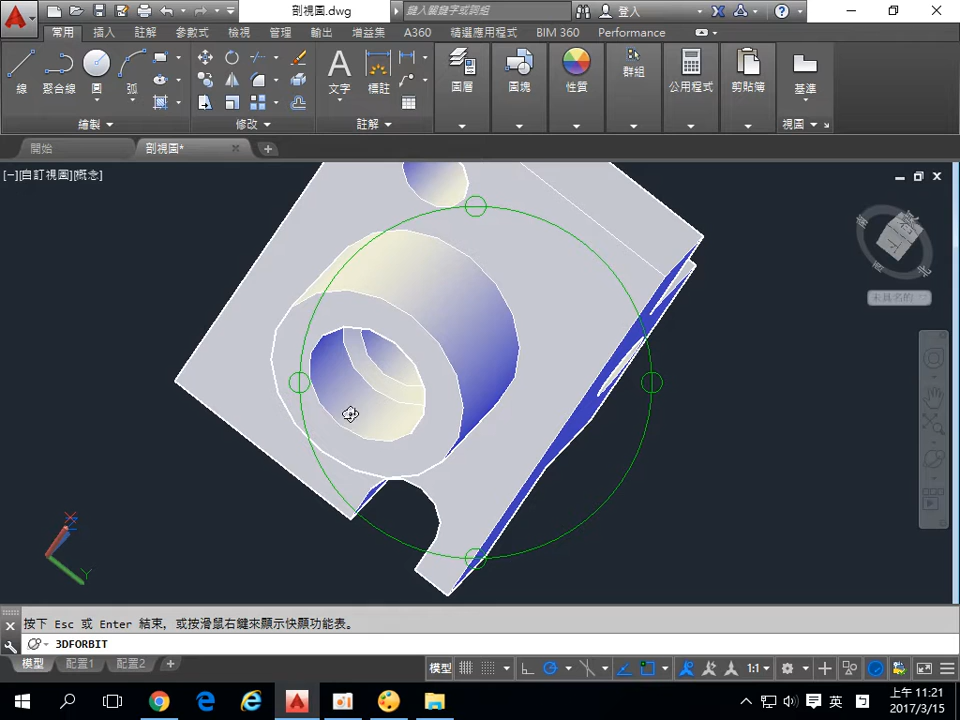 剖視圖.dwg
鍵入關鍵字或詞組
登入
常用 插入 註解 參數式 檢視 管理 輸出 增益集 A360 精選應用程式 BIM 360 Performance
線 聚合線 圓 弧 文字 標註 圖層 圖塊 性質 群組 公用程式 剪貼簿 基準
繪製 修改 註解 視圖
開始 剖視圖*
[−][自訂視圖][概念]
西 北
未具名的
X
Z
Y
按下 Esc 或 Enter 結束，或按滑鼠右鍵來顯示快顯功能表。
3DFORBIT
模型 配置1 配置2 模型 1:1
英
上午 11:21
2017/3/15